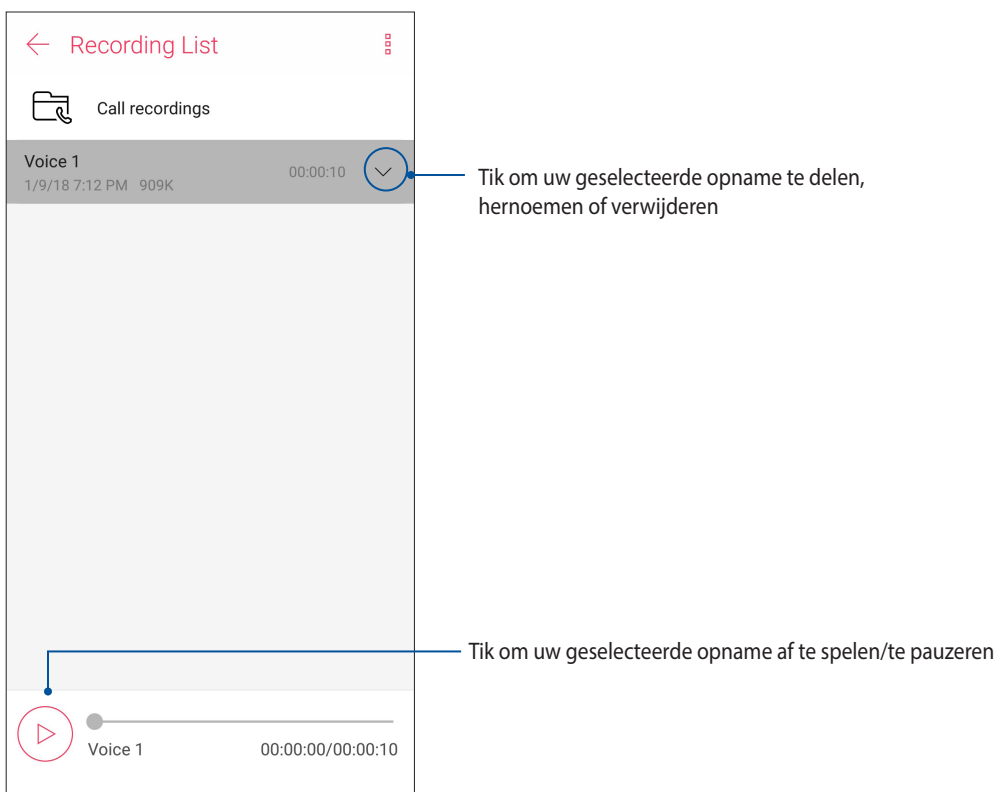 Recording List
Call recordings
Voice 1
1/9/18 7:12 PM 909K
00:00:10
Tik om uw geselecteerde opname te delen,
hernoemen of verwijderen
Tik om uw geselecteerde opname af te spelen/te pauzeren
Voice 1
00:00:00/00:00:10